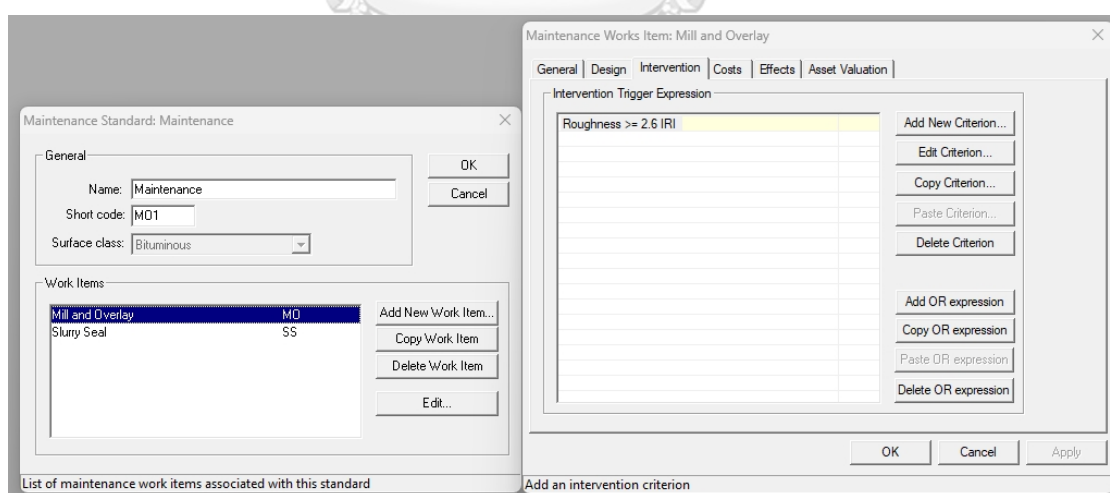 Maintenance Standard: Maintenance
General
Name: Maintenance
Short code: M01
Surface class: Bituminous
OK
Cancel
Work Items
Mill and Overlay MO
Slurry Seal SS
Add New Work Item...
Copy Work Item
Delete Work Item
Edit...
List of maintenance work items associated with this standard
Maintenance Works Item: Mill and Overlay
General Design Intervention Costs Effects Asset Valuation
Intervention Trigger Expression
Roughness >= 2.6 IRI
Add New Criterion...
Edit Criterion...
Copy Criterion...
Paste Criterion...
Delete Criterion
Add OR expression
Copy OR expression
Paste OR expression
Delete OR expression
OK Cancel Apply
Add an intervention criterion